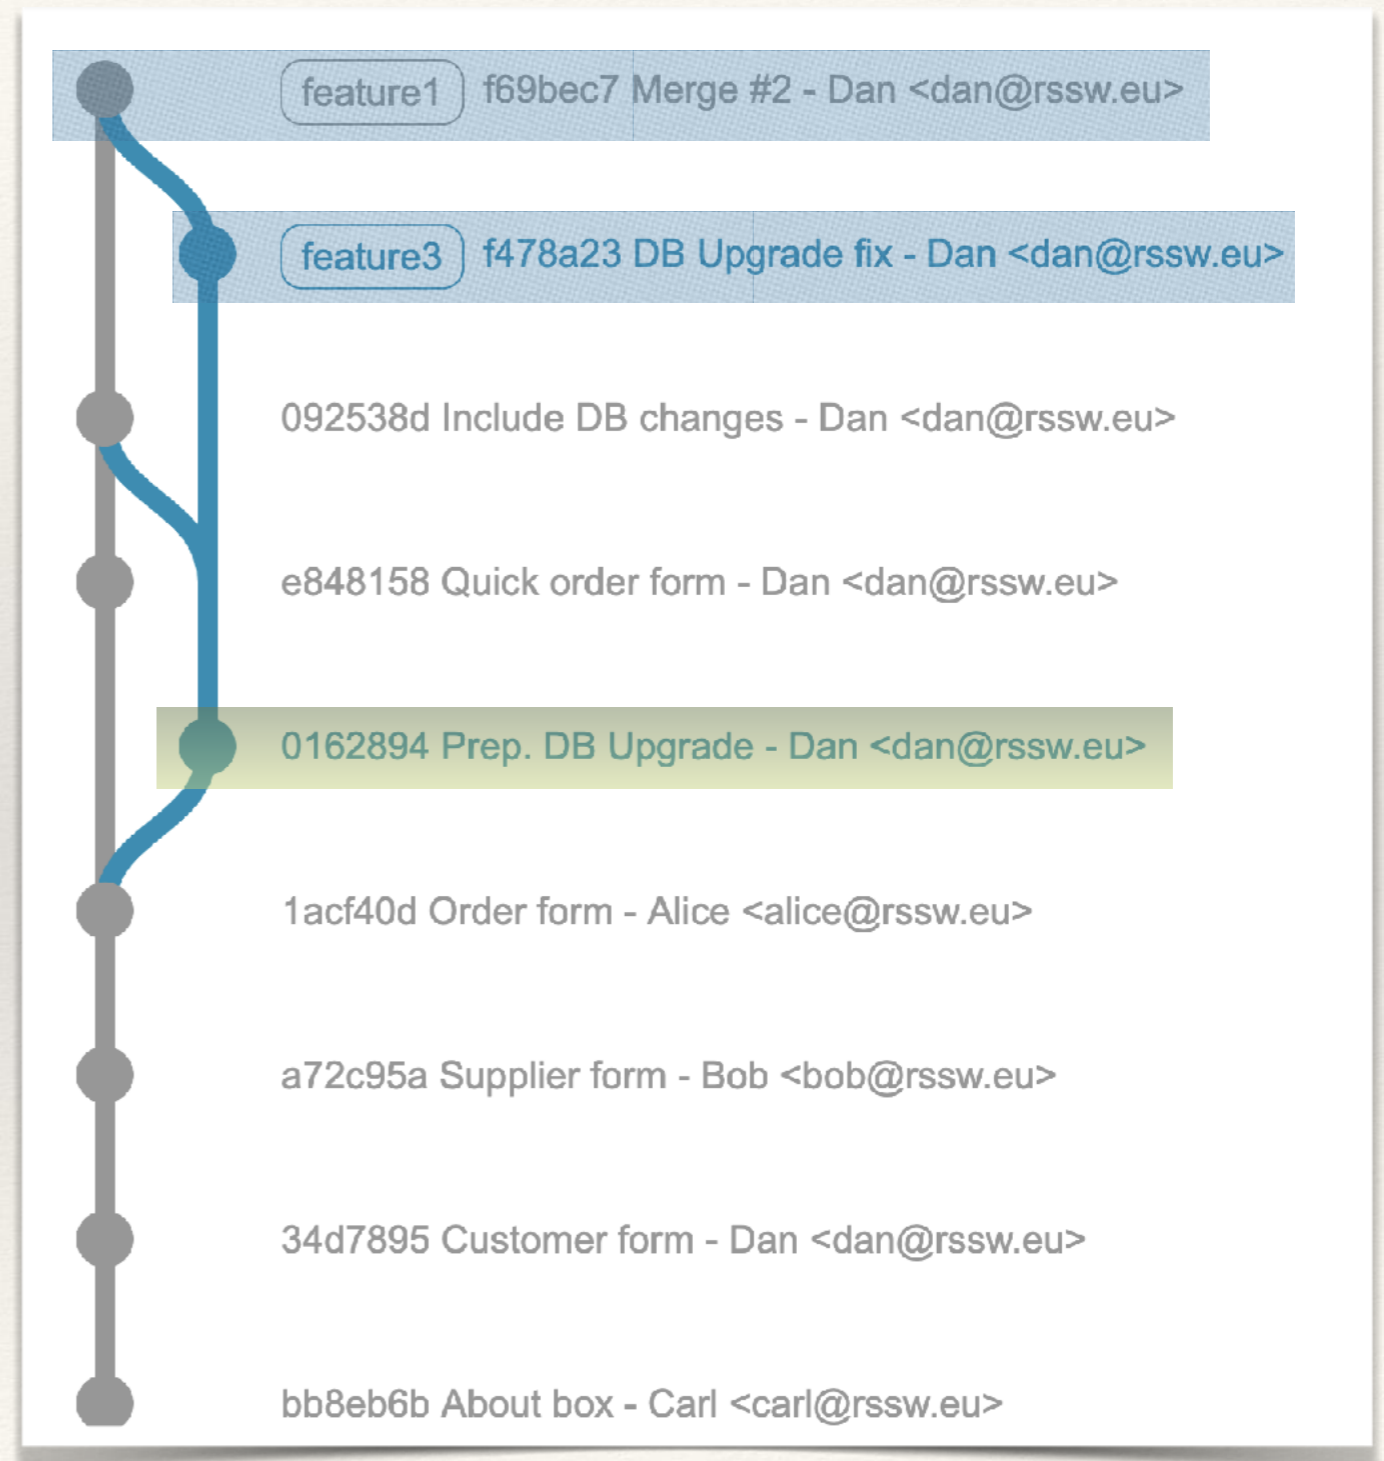 feature1 f69bec7 Merge #2 - Dan <dan@rssw.eu>
feature3 f478a23 DB Upgrade fix - Dan <dan@rssw.eu>
092538d Include DB changes - Dan <dan@rssw.eu>
e848158 Quick order form - Dan <dan@rssw.eu>
0162894 Prep. DB Upgrade - Dan <dan@rssw.eu>
1acf40d Order form - Alice <alice@rssw.eu>
a72c95a Supplier form - Bob <bob@rssw.eu>
34d7895 Customer form - Dan <dan@rssw.eu>
bb8eb6b About box - Carl <carl@rssw.eu>